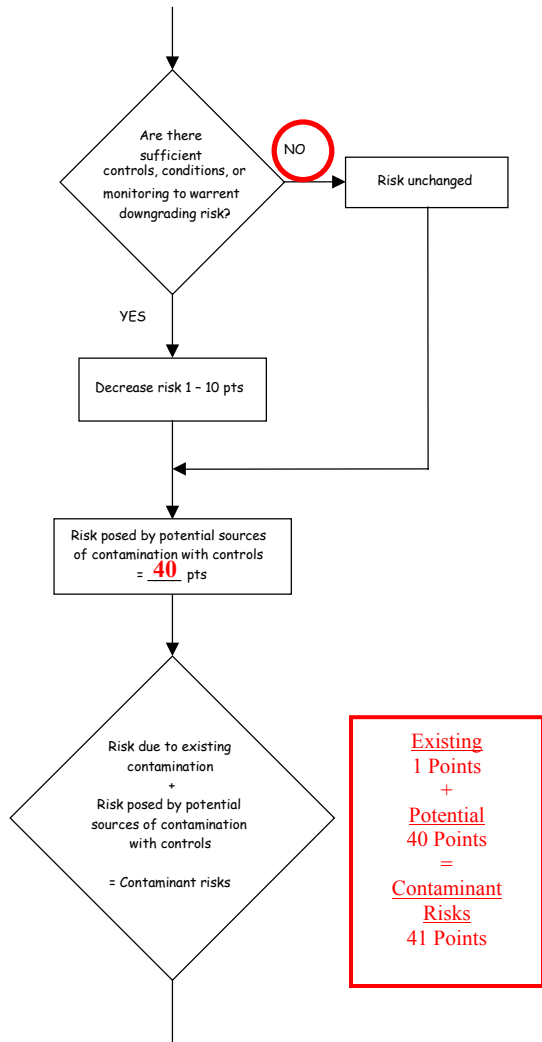 Are there
sufficient
controls, conditions, or
monitoring to warrent
downgrading risk?
NO
Risk unchanged
YES
Decrease risk 1 – 10 pts
Risk posed by potential sources
of contamination with controls
= 40 pts
Risk due to existing
contamination
+
Risk posed by potential
sources of contamination
with controls
= Contaminant risks
Existing
1 Points
+
Potential
40 Points
=
Contaminant
Risks
41 Points